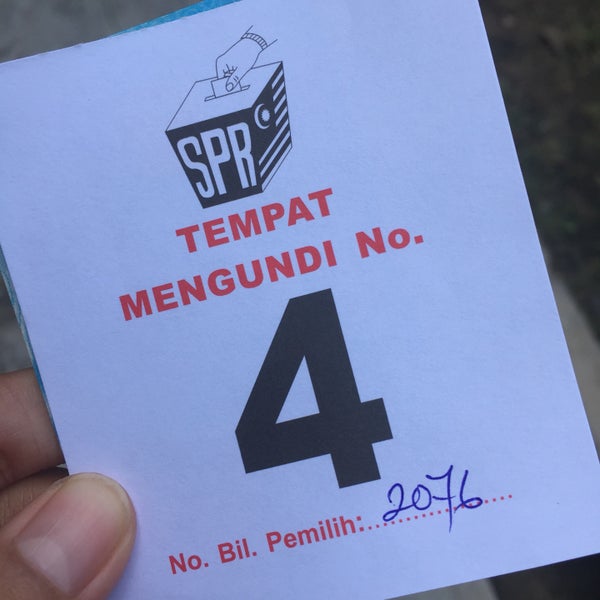 SPR
TEMPAT
MENGUNDI No.
4
No. Bil. Pemilih:..................2076